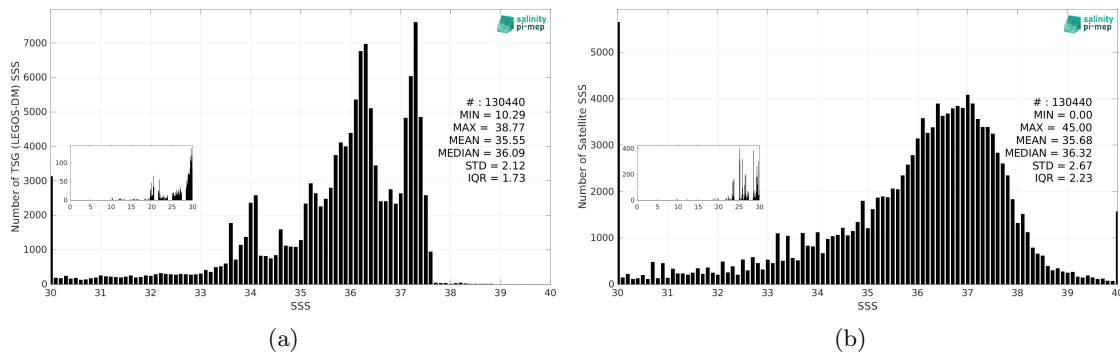 salinity
pi-mep
Number of TSG (LEGOS-DM) SSS
7000
6000
5000
4000
3000
2000
1000
0
# : 130440
MIN = 10.29
MAX = 38.77
MEAN = 35.55
MEDIAN = 36.09
STD = 2.12
IQR = 1.73
100
50
0
0 5 10 15 20 25 30
30 31 32 33 34 35 36 37 38 39 40
SSS
(a)
salinity
pi-mep
Number of Satellite SSS
5000
4000
3000
2000
1000
0
# : 130440
MIN = 0.00
MAX = 45.00
MEAN = 35.68
MEDIAN = 36.32
STD = 2.67
IQR = 2.23
400
200
0
0 5 10 15 20 25 30
30 31 32 33 34 35 36 37 38 39 40
SSS
(b)